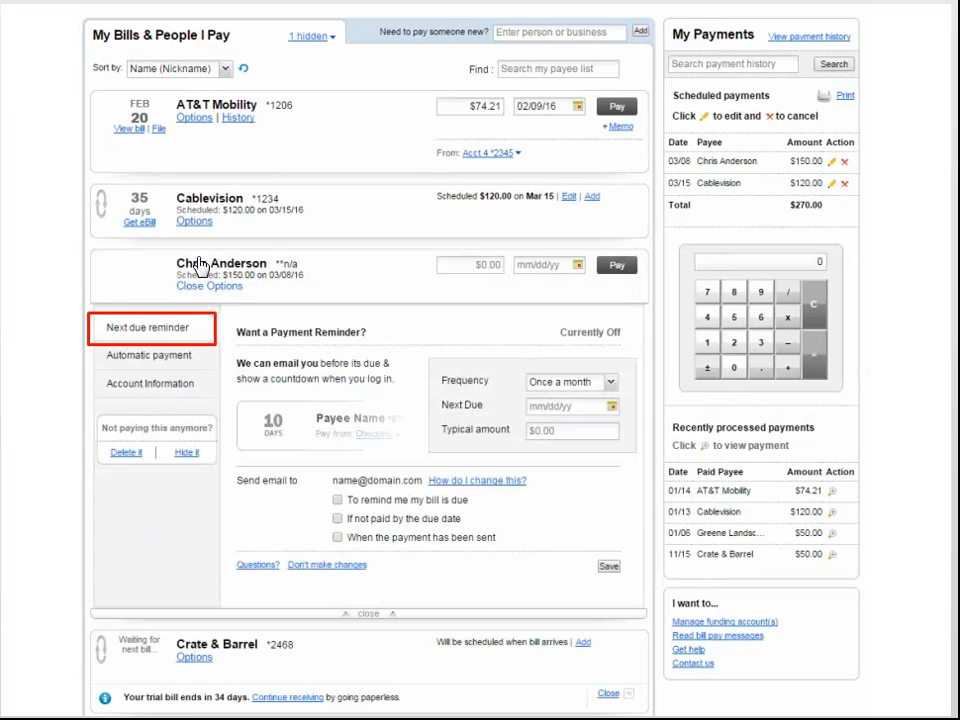 My Bills & People I Pay
1 hidden
Need to pay someone new?
Enter person or business
Add
Sort by:
Name (Nickname)
Find :
Search my payee list
FEB
20
View bill | File
AT&T Mobility *1206
Options | History
$74.21
02/09/16
Pay
+Memo
From: Acct 4 *2345
35
days
Get eBill
Cablevision *1234
Scheduled: $120.00 on 03/15/16
Options
Scheduled $120.00 on Mar 15 | Edit | Add
Anderson **n/a
$150.00 on 03/08/16
Close Options
$0.00
mm/dd/yy
Pay
Next due reminder
Automatic payment
Account Information
Not paying this anymore?
Delete it | Hide it
Want a Payment Reminder?
Currently Off
We can email you before its due &
show a countdown when you log in.
10
DAYS
Payee Name
Pay from: Checking
Frequency
Once a month
Next Due
mm/dd/yy
Typical amount
$0.00
Send email to
name@domain.com
How do I change this?
To remind me my bill is due
If not paid by the due date
When the payment has been sent
Questions?
Don't make changes
Save
close
Waiting for
next bill...
Crate & Barrel *2468
Options
Will be scheduled when bill arrives | Add
Your trial bill ends in 34 days. Continue receiving by going paperless.
Close
My Payments
View payment history
Search payment history
Search
Scheduled payments
Print
Click to edit and to cancel
Date Payee Amount Action
03/08 Chris Anderson $150.00
03/15 Cablevision $120.00
Total $270.00
0
7 8 9 / C
4 5 6 x
1 2 3 – =
± 0 . +
Recently processed payments
Click to view payment
Date Paid Payee Amount Action
01/14 AT&T Mobility $74.21
01/13 Cablevision $120.00
01/06 Greene Landsc... $50.00
11/15 Crate & Barrel $50.00
I want to...
Manage funding account(s)
Read bill pay messages
Get help
Contact us